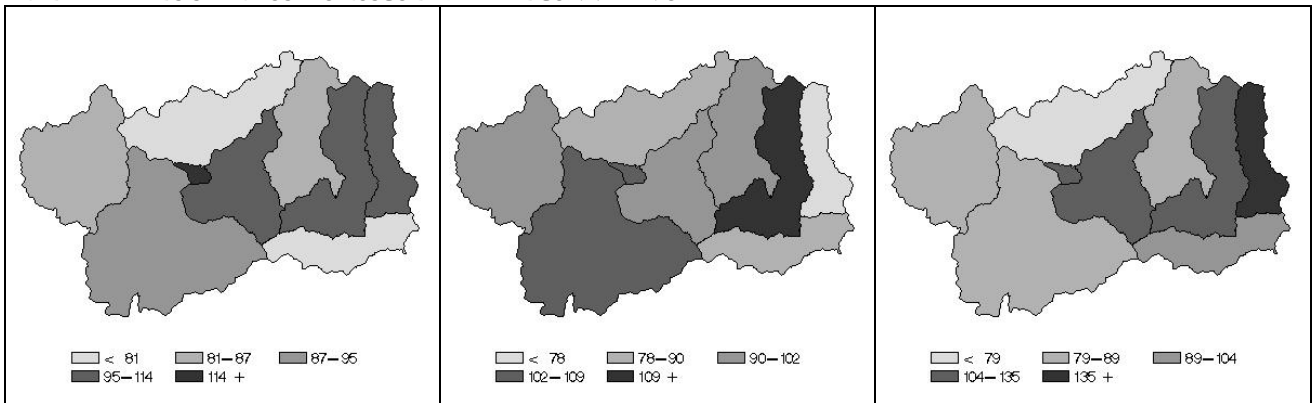 < 81 81–87 87–95
95–114 114 +
< 78 78–90 90–102
102–109 109 +
< 79 79–89 89–104
104–135 135 +